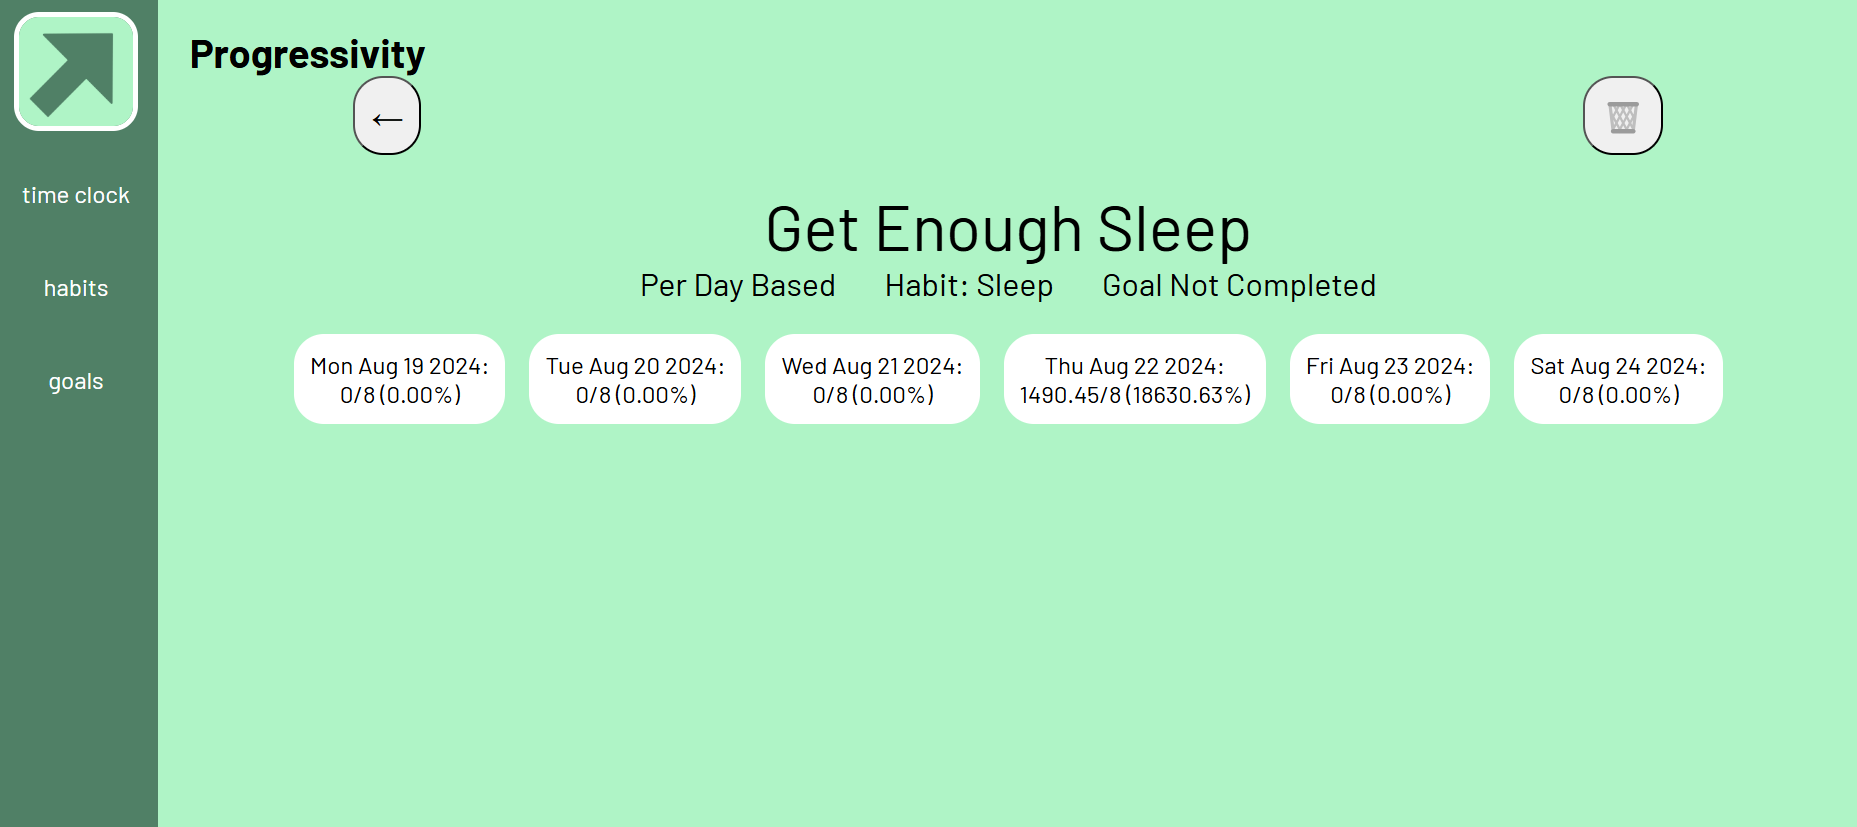 Progressivity
←
time clock
habits
goals
Get Enough Sleep
Per Day Based Habit: Sleep Goal Not Completed
Mon Aug 19 2024:
0/8 (0.00%)
Tue Aug 20 2024:
0/8 (0.00%)
Wed Aug 21 2024:
0/8 (0.00%)
Thu Aug 22 2024:
1490.45/8 (18630.63%)
Fri Aug 23 2024:
0/8 (0.00%)
Sat Aug 24 2024:
0/8 (0.00%)